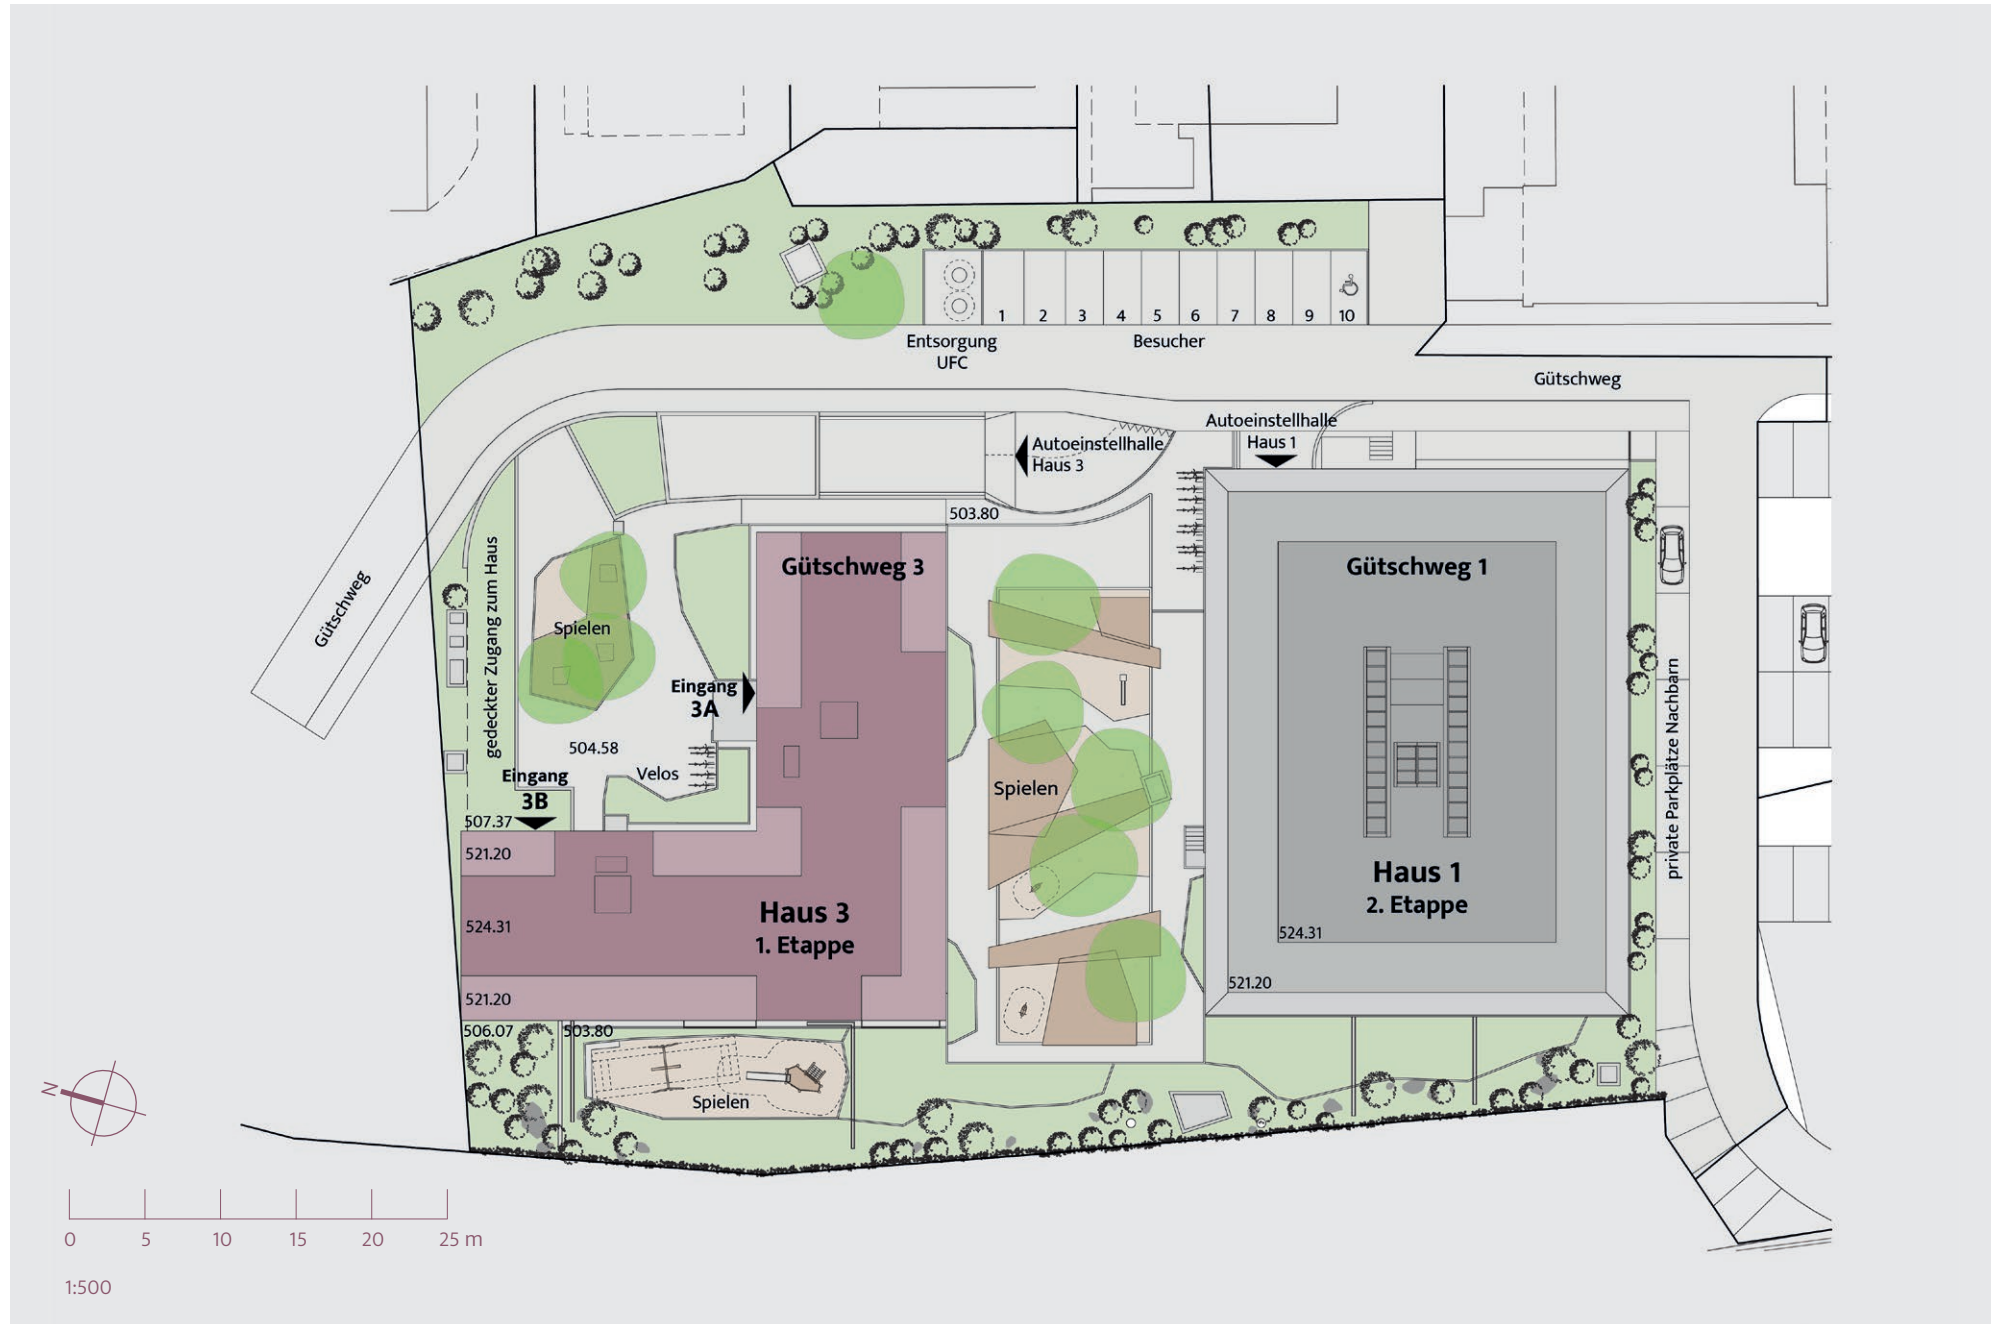 1 2 3 4 5 6 7 8 9 10
Entsorgung
UFC
Besucher
Gütschweg
Autoeinstellhalle
Haus 1
Autoeinstellhalle
Haus 3
503.80
Gütschweg
gedeckter Zugang zum Haus
Gütschweg 3
Gütschweg 1
Spielen
Eingang
3A
504.58
Velos
Eingang
3B
507.37
521.20
524.31
521.20
506.07
503.80
Haus 3
1. Etappe
Spielen
Haus 1
2. Etappe
524.31
521.20
private Parkplätze Nachbarn
Spielen
N
0 5 10 15 20 25 m
1:500